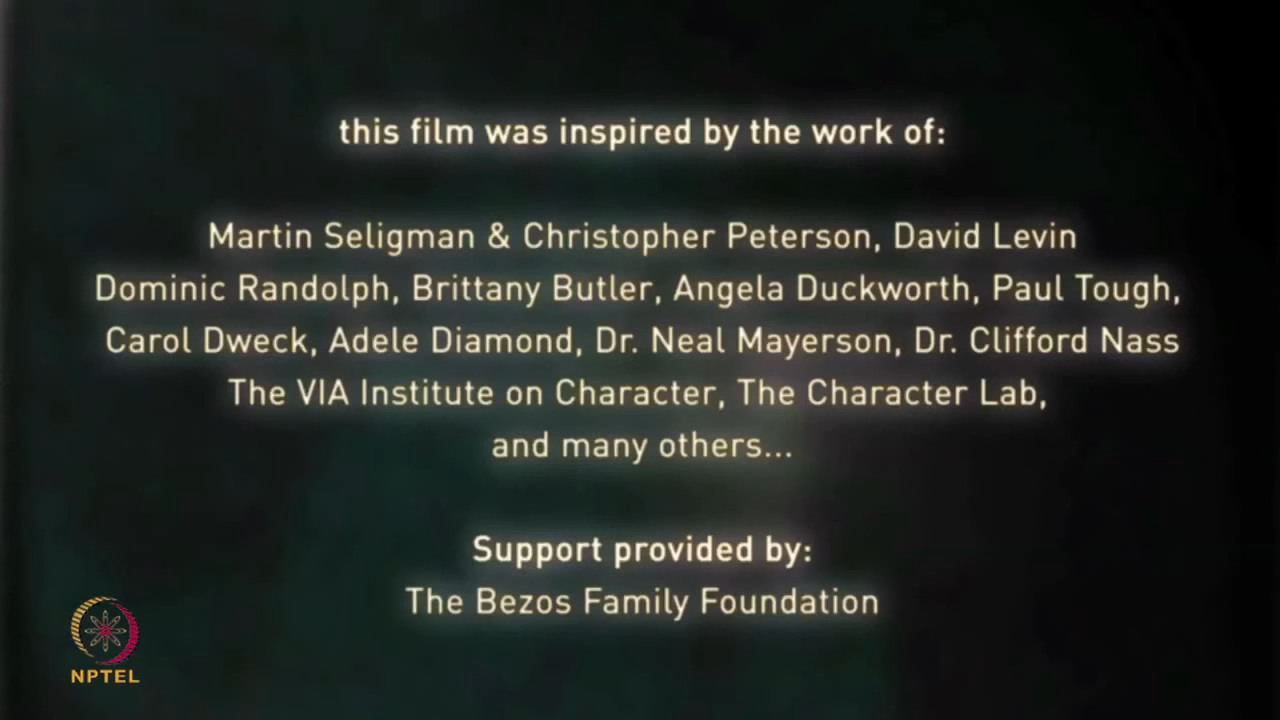 this film was inspired by the work of:
Martin Seligman & Christopher Peterson, David Levin
Dominic Randolph, Brittany Butler, Angela Duckworth, Paul Tough,
Carol Dweck, Adele Diamond, Dr. Neal Mayerson, Dr. Clifford Nass
The VIA Institute on Character, The Character Lab,
and many others...
Support provided by:
The Bezos Family Foundation
NPTEL